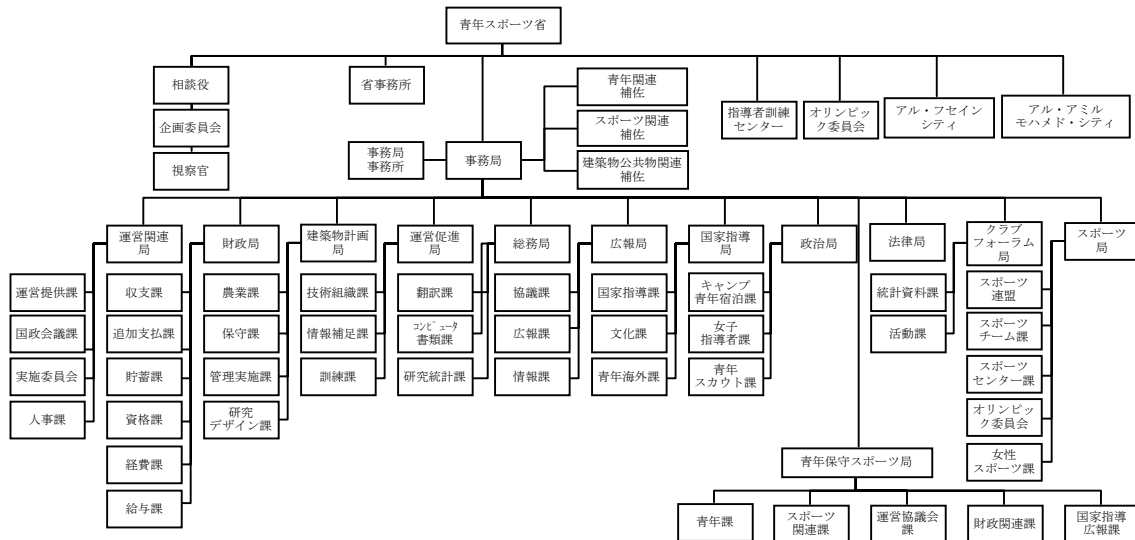 青年スポーツ省
相談役
省事務所
企画委員会
視察官
青年関連
補佐
スポーツ関連
補佐
建築物公共物関連
補佐
事務局
事務所
事務局
指導者訓練
センター
オリンピッ
ク委員会
アル・フセイン
シティ
アル・アミル
モハメド・シティ
運営関連
局
財政局
建築物計画
局
運営促進
局
総務局
広報局
国家指導
局
政治局
法律局
クラブ
フォーラム
局
スポーツ
局
運営提供課
国政会議課
実施委員会
人事課
収支課
追加支払課
貯蓄課
資格課
経費課
給与課
農業課
保守課
管理実施課
研究
デザイン課
技術組織課
情報補足課
訓練課
翻訳課
コンピュータ
書類課
研究統計課
協議課
広報課
情報課
国家指導課
文化課
青年海外課
キャンプ
青年宿泊課
女子
指導者課
青年
スカウト課
統計資料課
活動課
スポーツ
連盟
スポーツ
チーム課
スポーツ
センター課
オリンピッ
ク委員会
女性
スポーツ課
青年保守スポーツ局
青年課
スポーツ
関連課
運営協議会
課
財政関連課
国家指導
広報課